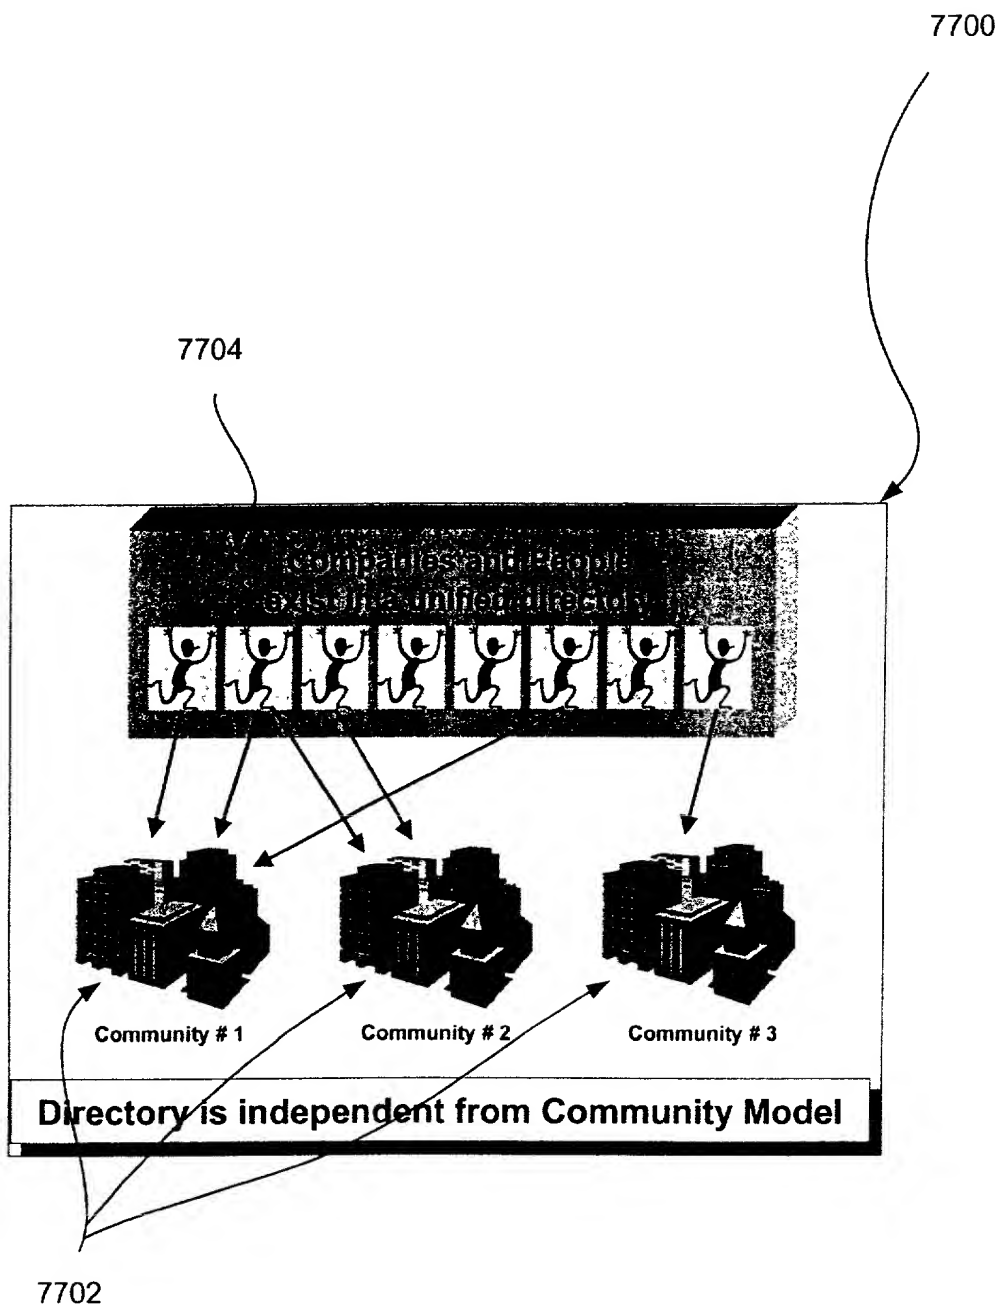 7700
7704
Companies and People
exist in a unified directory
Community # 1
Community # 2
Community # 3
Directory is independent from Community Model
7702